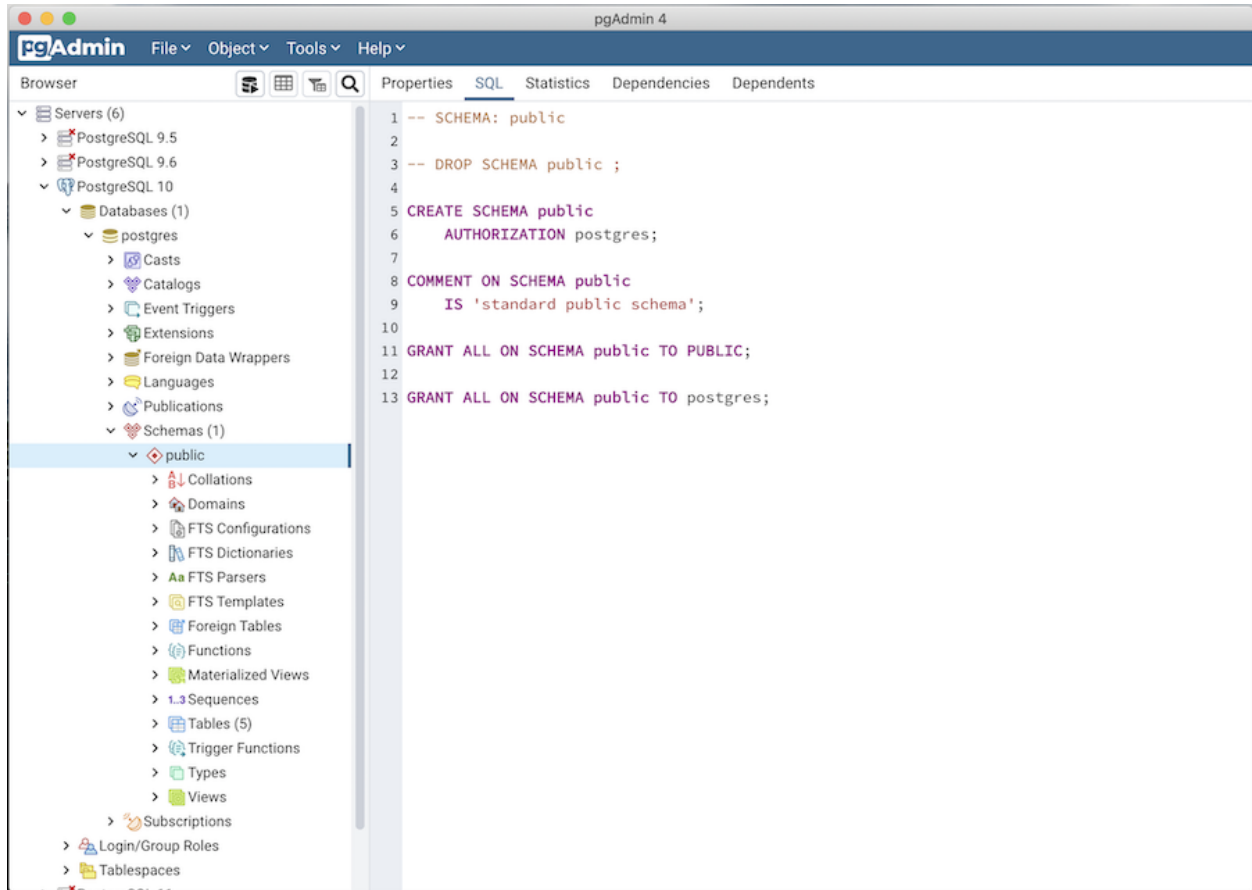 pgAdmin 4
pgAdmin File Object Tools Help
Browser
Properties SQL Statistics Dependencies Dependents
Servers (6)
PostgreSQL 9.5
PostgreSQL 9.6
PostgreSQL 10
Databases (1)
postgres
Casts
Catalogs
Event Triggers
Extensions
Foreign Data Wrappers
Languages
Publications
Schemas (1)
public
Collations
Domains
FTS Configurations
FTS Dictionaries
Aa FTS Parsers
FTS Templates
Foreign Tables
Functions
Materialized Views
1..3 Sequences
Tables (5)
Trigger Functions
Types
Views
Subscriptions
Login/Group Roles
Tablespaces
1 -- SCHEMA: public
2
3 -- DROP SCHEMA public ;
4
5 CREATE SCHEMA public
6     AUTHORIZATION postgres;
7
8 COMMENT ON SCHEMA public
9     IS 'standard public schema';
10
11 GRANT ALL ON SCHEMA public TO PUBLIC;
12
13 GRANT ALL ON SCHEMA public TO postgres;